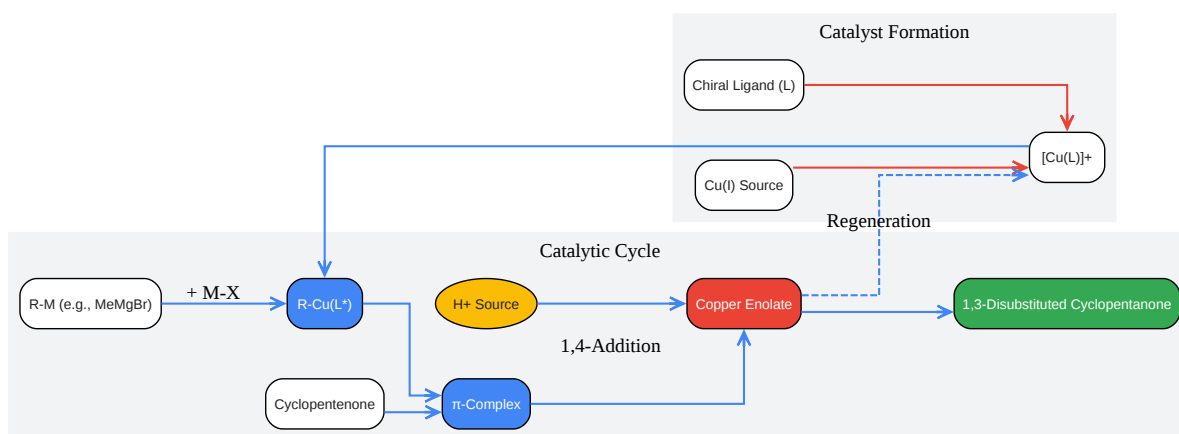 Catalyst Formation
Chiral Ligand (L)
[Cu(L)]+
Cu(I) Source
Regeneration
Catalytic Cycle
R-M (e.g., MeMgBr)
+ M-X
R-Cu(L*)
H+ Source
Copper Enolate
1,3-Disubstituted Cyclopentanone
1,4-Addition
Cyclopentenone
π-Complex